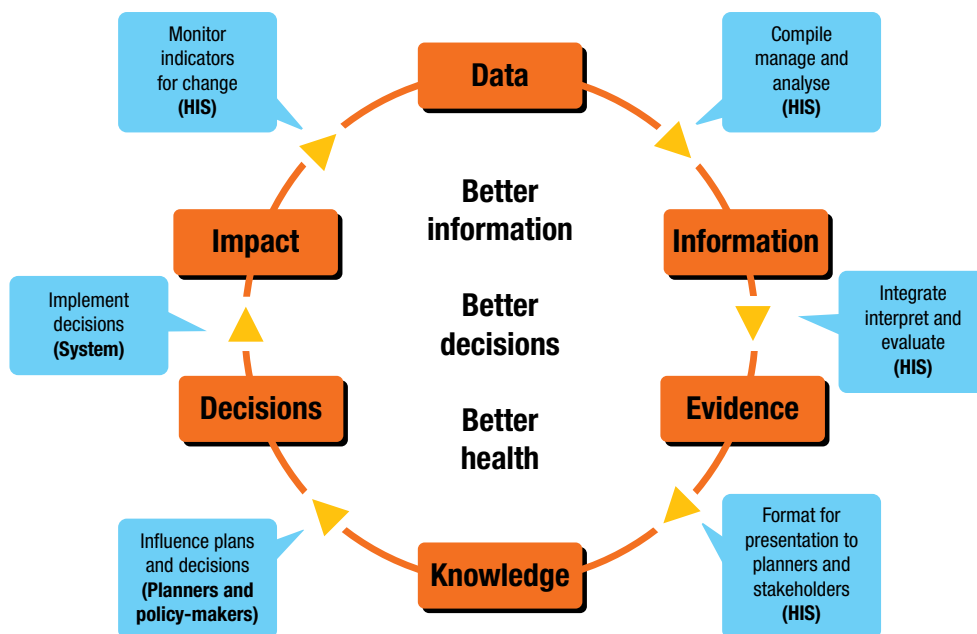 Monitor
indicators
for change
(HIS)
Data
Compile
manage and
analyse
(HIS)
Better
information
Impact
Information
Implement
decisions
(System)
Better
decisions
Integrate
interpret and
evaluate
(HIS)
Decisions
Evidence
Better
health
Influence plans
and decisions
(Planners and
policy-makers)
Knowledge
Format for
presentation to
planners and
stakeholders
(HIS)